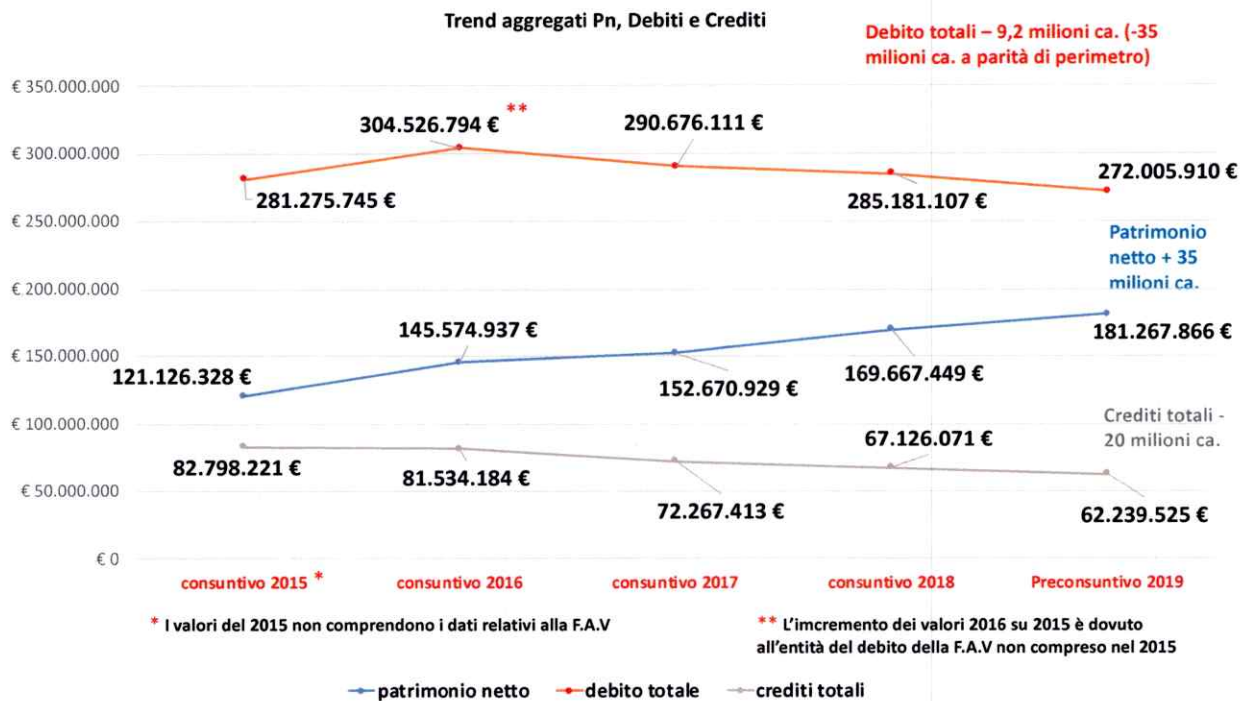 Trend aggregati Pn, Debiti e Crediti
Debito totali – 9,2 milioni ca. (-35
milioni ca. a parità di perimetro)
€ 350.000.000
€ 300.000.000
€ 250.000.000
€ 200.000.000
€ 150.000.000
€ 100.000.000
€ 50.000.000
€ 0
281.275.745 €
304.526.794 € **
290.676.111 €
285.181.107 €
272.005.910 €
Patrimonio
netto + 35
milioni ca.
121.126.328 €
145.574.937 €
152.670.929 €
169.667.449 €
181.267.866 €
Crediti totali -
20 milioni ca.
82.798.221 €
81.534.184 €
72.267.413 €
67.126.071 €
62.239.525 €
consuntivo 2015 *
consuntivo 2016
consuntivo 2017
consuntivo 2018
Preconsuntivo 2019
* I valori del 2015 non comprendono i dati relativi alla F.A.V
** L'imcremento dei valori 2016 su 2015 è dovuto
all'entità del debito della F.A.V non compreso nel 2015
patrimonio netto
debito totale
crediti totali